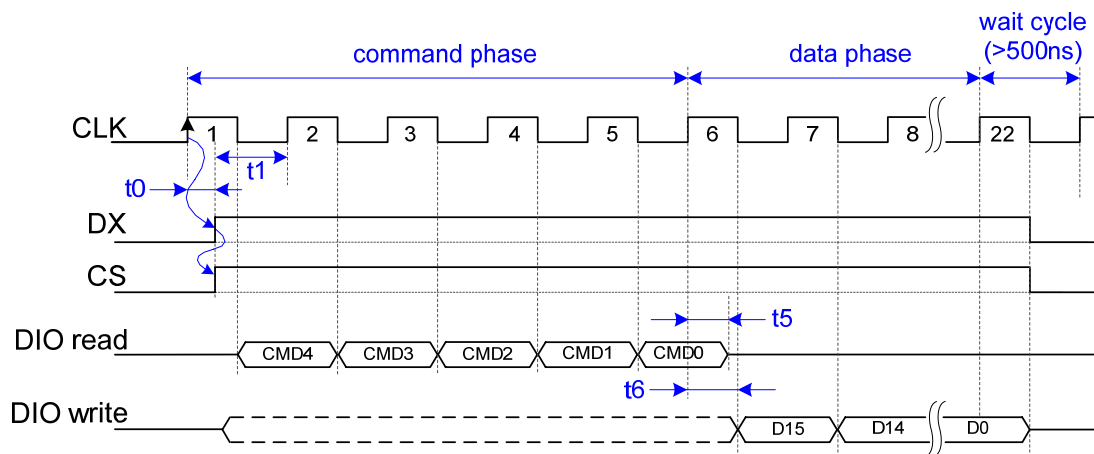 wait cycle
command phase
data phase
(>500ns)
CLK
1
2
3
4
5
6
7
8
22
t1
t0
DX
CS
t5
DIO read
CMD4
CMD3
CMD2
CMD1
CMD0
t6
DIO write
D15
D14
D0